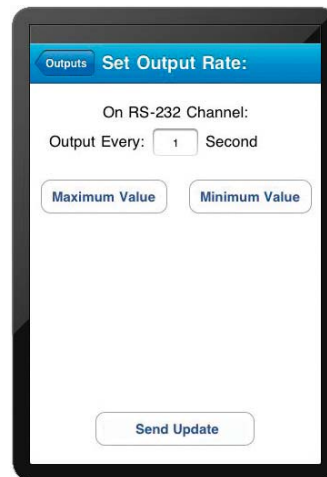 Outputs Set Output Rate:
On RS-232 Channel:
Output Every: 1 Second
Maximum Value Minimum Value
Send Update